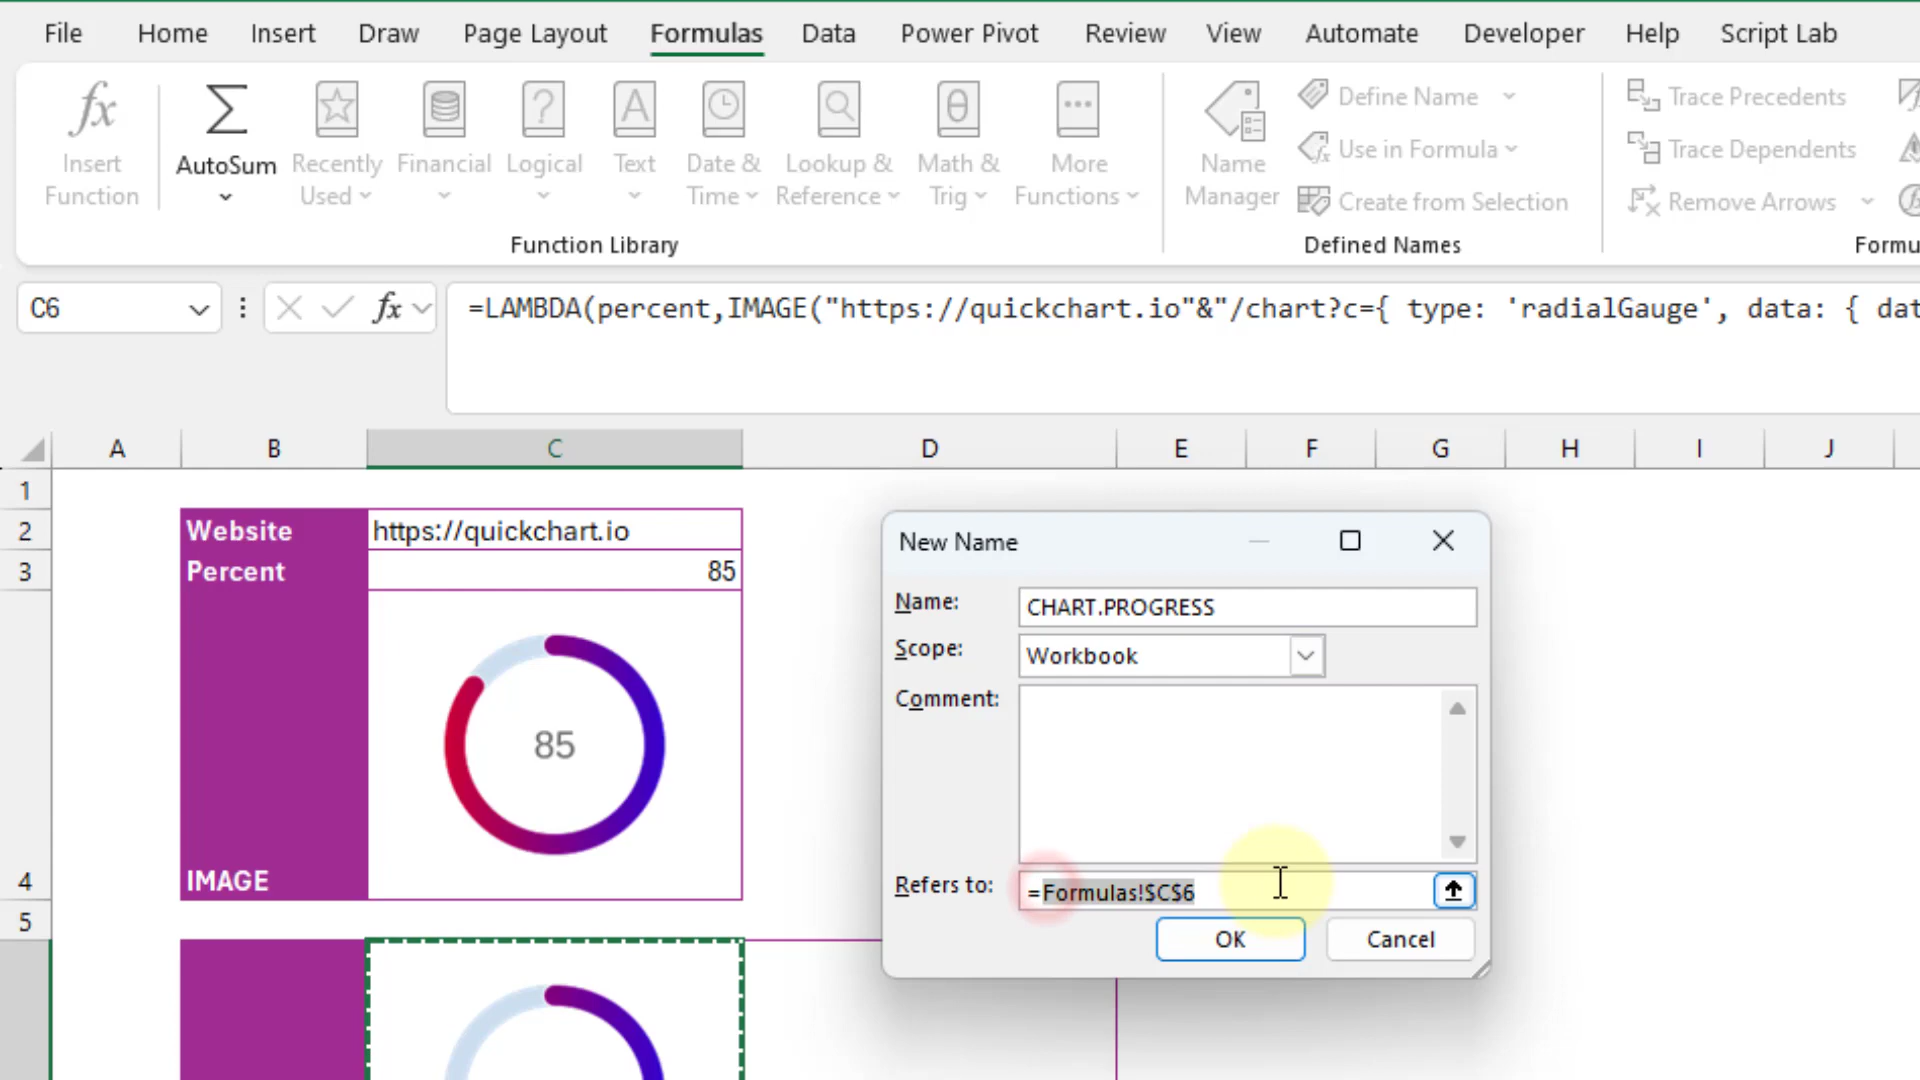 File Home Insert Draw Page Layout Formulas Data Power Pivot Review View Automate Developer Help Script Lab
fx
Insert Function
AutoSum
Recently Used
Financial
Logical
Text
Date & Time
Lookup & Reference
Math & Trig
More Functions
Function Library
Name Manager
Define Name
Use in Formula
Create from Selection
Defined Names
Trace Precedents
Trace Dependents
Remove Arrows
Formu
C6 fx =LAMBDA(percent,IMAGE("https://quickchart.io"&"/chart?c={ type: 'radialGauge', data: { dat
A B C D E F G H I J
1
2 Website https://quickchart.io
3 Percent 85
85
4 IMAGE
5
New Name
Name: CHART.PROGRESS
Scope: Workbook
Comment:
Refers to: =Formulas!$C$6
OK Cancel